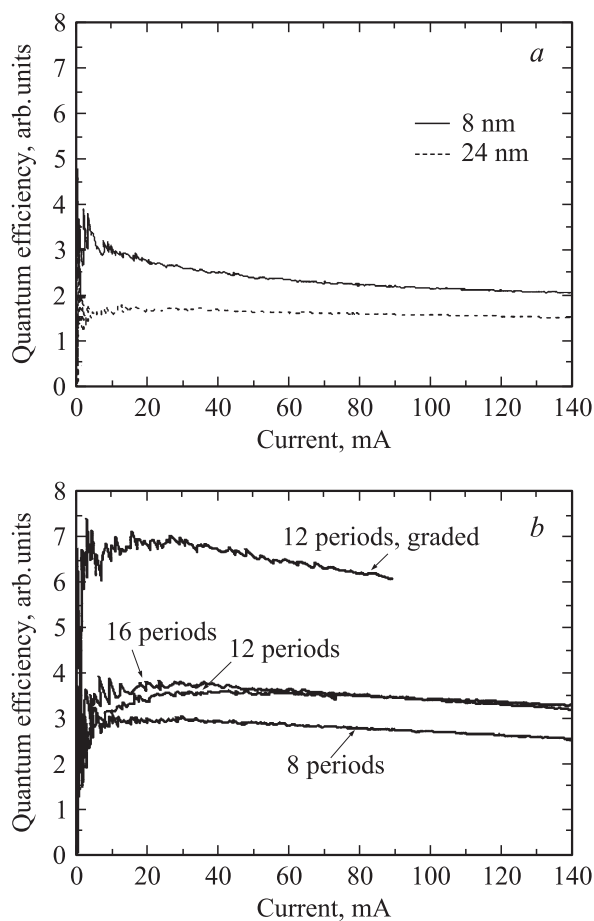 8
7
6
5
4
3
2
1
0
Quantum efficiency, arb. units
a
8 nm
24 nm
0 20 40 60 80 100 120 140
Current, mA
8
7
6
5
4
3
2
1
0
Quantum efficiency, arb. units
b
12 periods, graded
16 periods
12 periods
8 periods
0 20 40 60 80 100 120 140
Current, mA